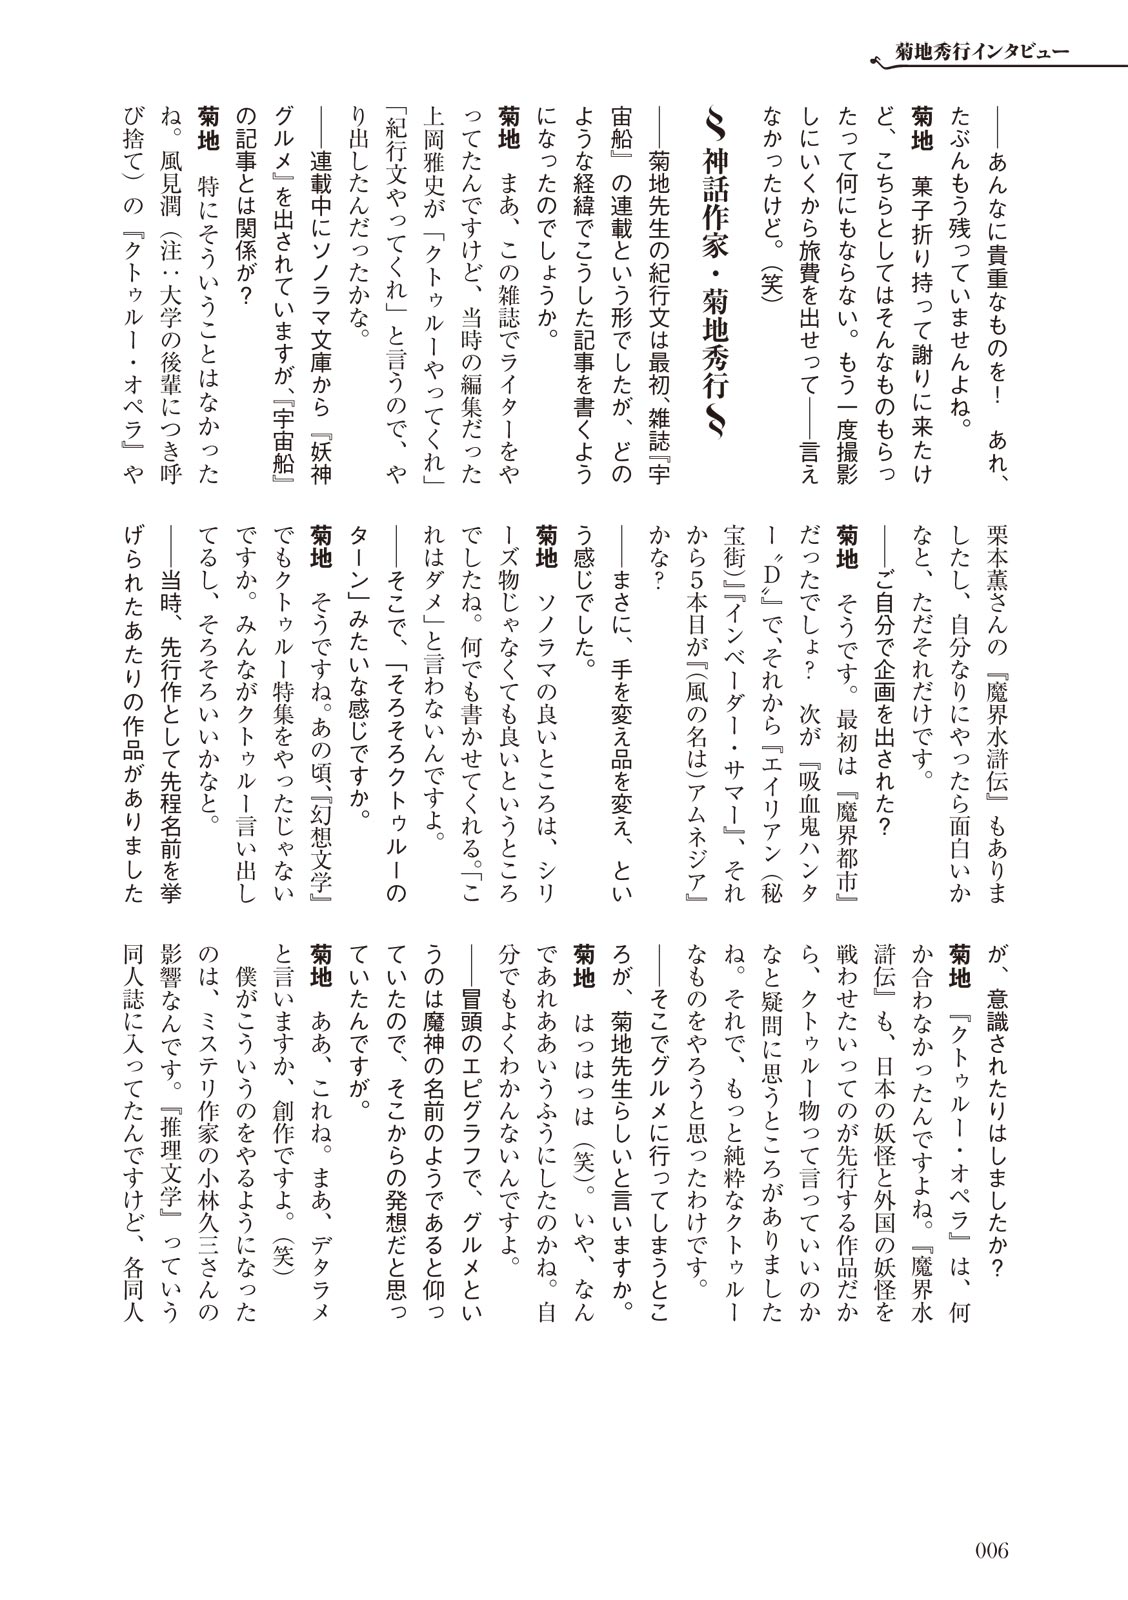 菊地秀行インタビュー
――あんなに貴重なものを！　あれ、
たぶんもう残っていませんよね。
菊地　菓子折り持って謝りに来たけ
ど、こちらとしてはそんなものもらっ
たって何にもならない。もう一度撮影
しにいくから旅費を出せって――言え
なかったけど。（笑）
§ 神話作家・菊地秀行 §
――菊地先生の紀行文は最初、雑誌『宇
宙船』の連載という形でしたが、どの
ような経緯でこうした記事を書くよう
になったのでしょうか。
菊地　まあ、この雑誌でライターをや
ってたんですけど、当時の編集だった
上岡雅史が「クトゥルーやってくれ」
「紀行文やってくれ」と言うので、や
り出したんだったかな。
――連載中にソノラマ文庫から『妖神
グルメ』を出されていますが、『宇宙船』
の記事とは関係が？
菊地　特にそういうことはなかった
ね。風見潤（注：大学の後輩につき呼
び捨て）の『クトゥルー・オペラ』や
栗本薫さんの『魔界水滸伝』もありま
したし、自分なりにやったら面白いか
なと、ただそれだけです。
――ご自分で企画を出された？
菊地　そうです。最初は『魔界都市』
だったでしょ？　次が『吸血鬼ハンタ
ー〝D〟』で、それから『エイリアン（秘
宝街）』『インベーダー・サマー』、それ
から５本目が『（風の名は）アムネジア』
かな？
――まさに、手を変え品を変え、とい
う感じでした。
菊地　ソノラマの良いところは、シリ
ーズ物じゃなくても良いというところ
でしたね。何でも書かせてくれる。「こ
れはダメ」と言わないんですよ。
――そこで、「そろそろクトゥルーの
ターン」みたいな感じですか。
菊地　そうですね。あの頃、『幻想文学』
でもクトゥルー特集をやったじゃない
ですか。みんながクトゥルー言い出し
てるし、そろそろいいかなと。
――当時、先行作として先程名前を挙
げられたあたりの作品がありました
が、意識されたりはしましたか？
菊地　『クトゥルー・オペラ』は、何
か合わなかったんですよね。『魔界水
滸伝』も、日本の妖怪と外国の妖怪を
戦わせたいってのが先行する作品だか
ら、クトゥルー物って言っていいのか
なと疑問に思うところがありました
ね。それで、もっと純粋なクトゥルー
なものをやろうと思ったわけです。
――そこでグルメに行ってしまうとこ
ろが、菊地先生らしいと言いますか。
菊地　はっはっは（笑）。いや、なん
であれああいうふうにしたのかね。自
分でもよくわかんないんですよ。
――冒頭のエピグラフで、グルメとい
うのは魔神の名前のようであると仰っ
ていたので、そこからの発想だと思っ
ていたんですが。
菊地　ああ、これね。まあ、デタラメ
と言いますか、創作ですよ。（笑）
　僕がこういうのをやるようになった
のは、ミステリ作家の小林久三さんの
影響なんです。『推理文学』っていう
同人誌に入ってたんですけど、各同人
006